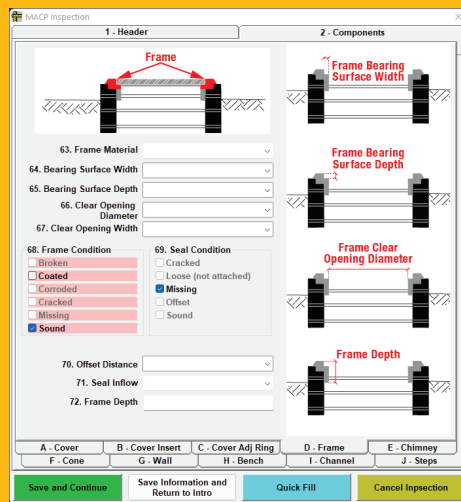 MACP Inspection
1 - Header
2 - Components
Frame
63. Frame Material
64. Bearing Surface Width
65. Bearing Surface Depth
66. Clear Opening
Diameter
67. Clear Opening Width
68. Frame Condition
Broken
Coated
Corroded
Cracked
Missing
Sound
69. Seal Condition
Cracked
Loose (not attached)
Missing
Offset
Sound
70. Offset Distance
71. Seal Inflow
72. Frame Depth
Frame Bearing
Surface Width
Frame Bearing
Surface Depth
Frame Clear
Opening Diameter
Frame Depth
A - Cover
B - Cover Insert
C - Cover Adj Ring
D - Frame
E - Chimney
F - Cone
G - Wall
H - Bench
I - Channel
J - Steps
Save and Continue
Save Information and
Return to Intro
Quick Fill
Cancel Inpsection